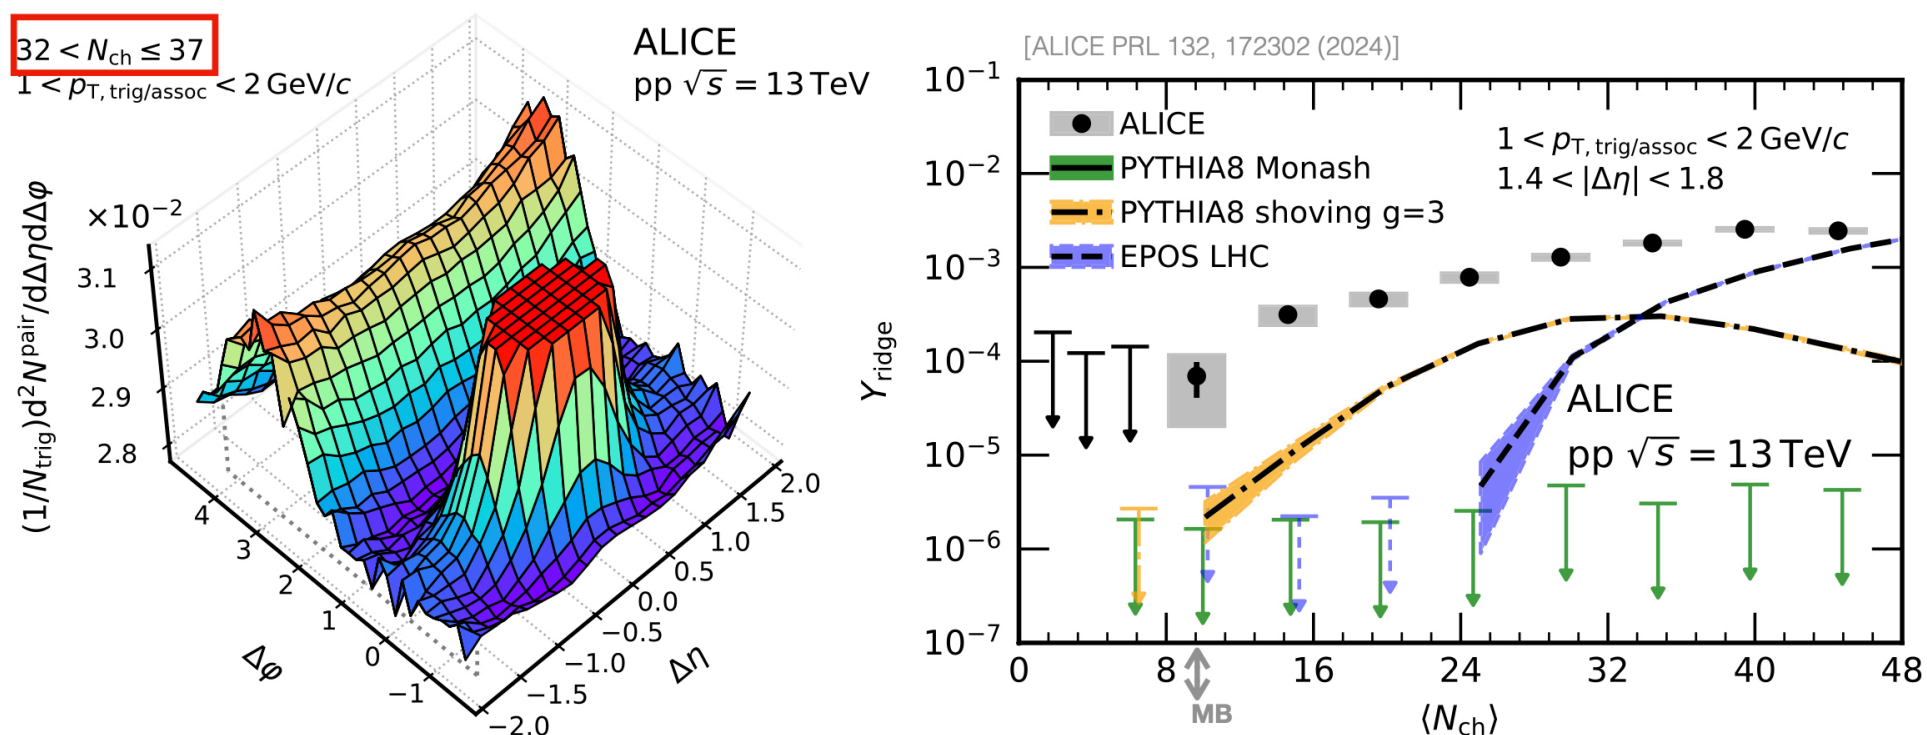 32 < N_ch ≤ 37
1 < p_T, trig/assoc < 2 GeV/c
ALICE
pp √s = 13 TeV
(1/N_trig)d²N^pair/dΔηdΔφ
×10⁻²
3.1
3.0
2.9
2.8
4
3
2
1
0
−1
Δφ
−2.0
−1.5
−1.0
−0.5
0.0
0.5
1.0
1.5
2.0
Δη
[ALICE PRL 132, 172302 (2024)]
10⁻¹
10⁻²
10⁻³
10⁻⁴
10⁻⁵
10⁻⁶
10⁻⁷
Y_ridge
ALICE
PYTHIA8 Monash
PYTHIA8 shoving g=3
EPOS LHC
1 < p_T, trig/assoc < 2 GeV/c
1.4 < |Δη| < 1.8
ALICE
pp √s = 13 TeV
0 8 16 24 32 40 48
MB
⟨N_ch⟩